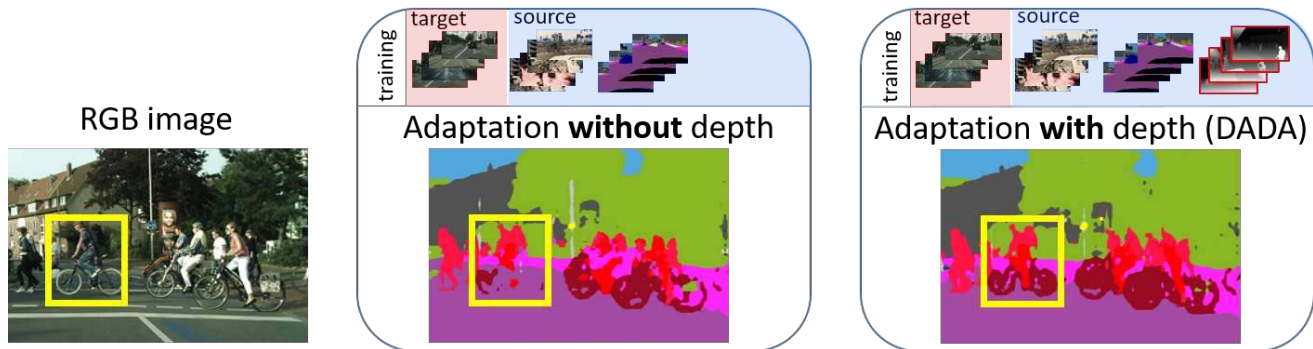 RGB image
training
target
source
Adaptation without depth
training
target
source
Adaptation with depth (DADA)